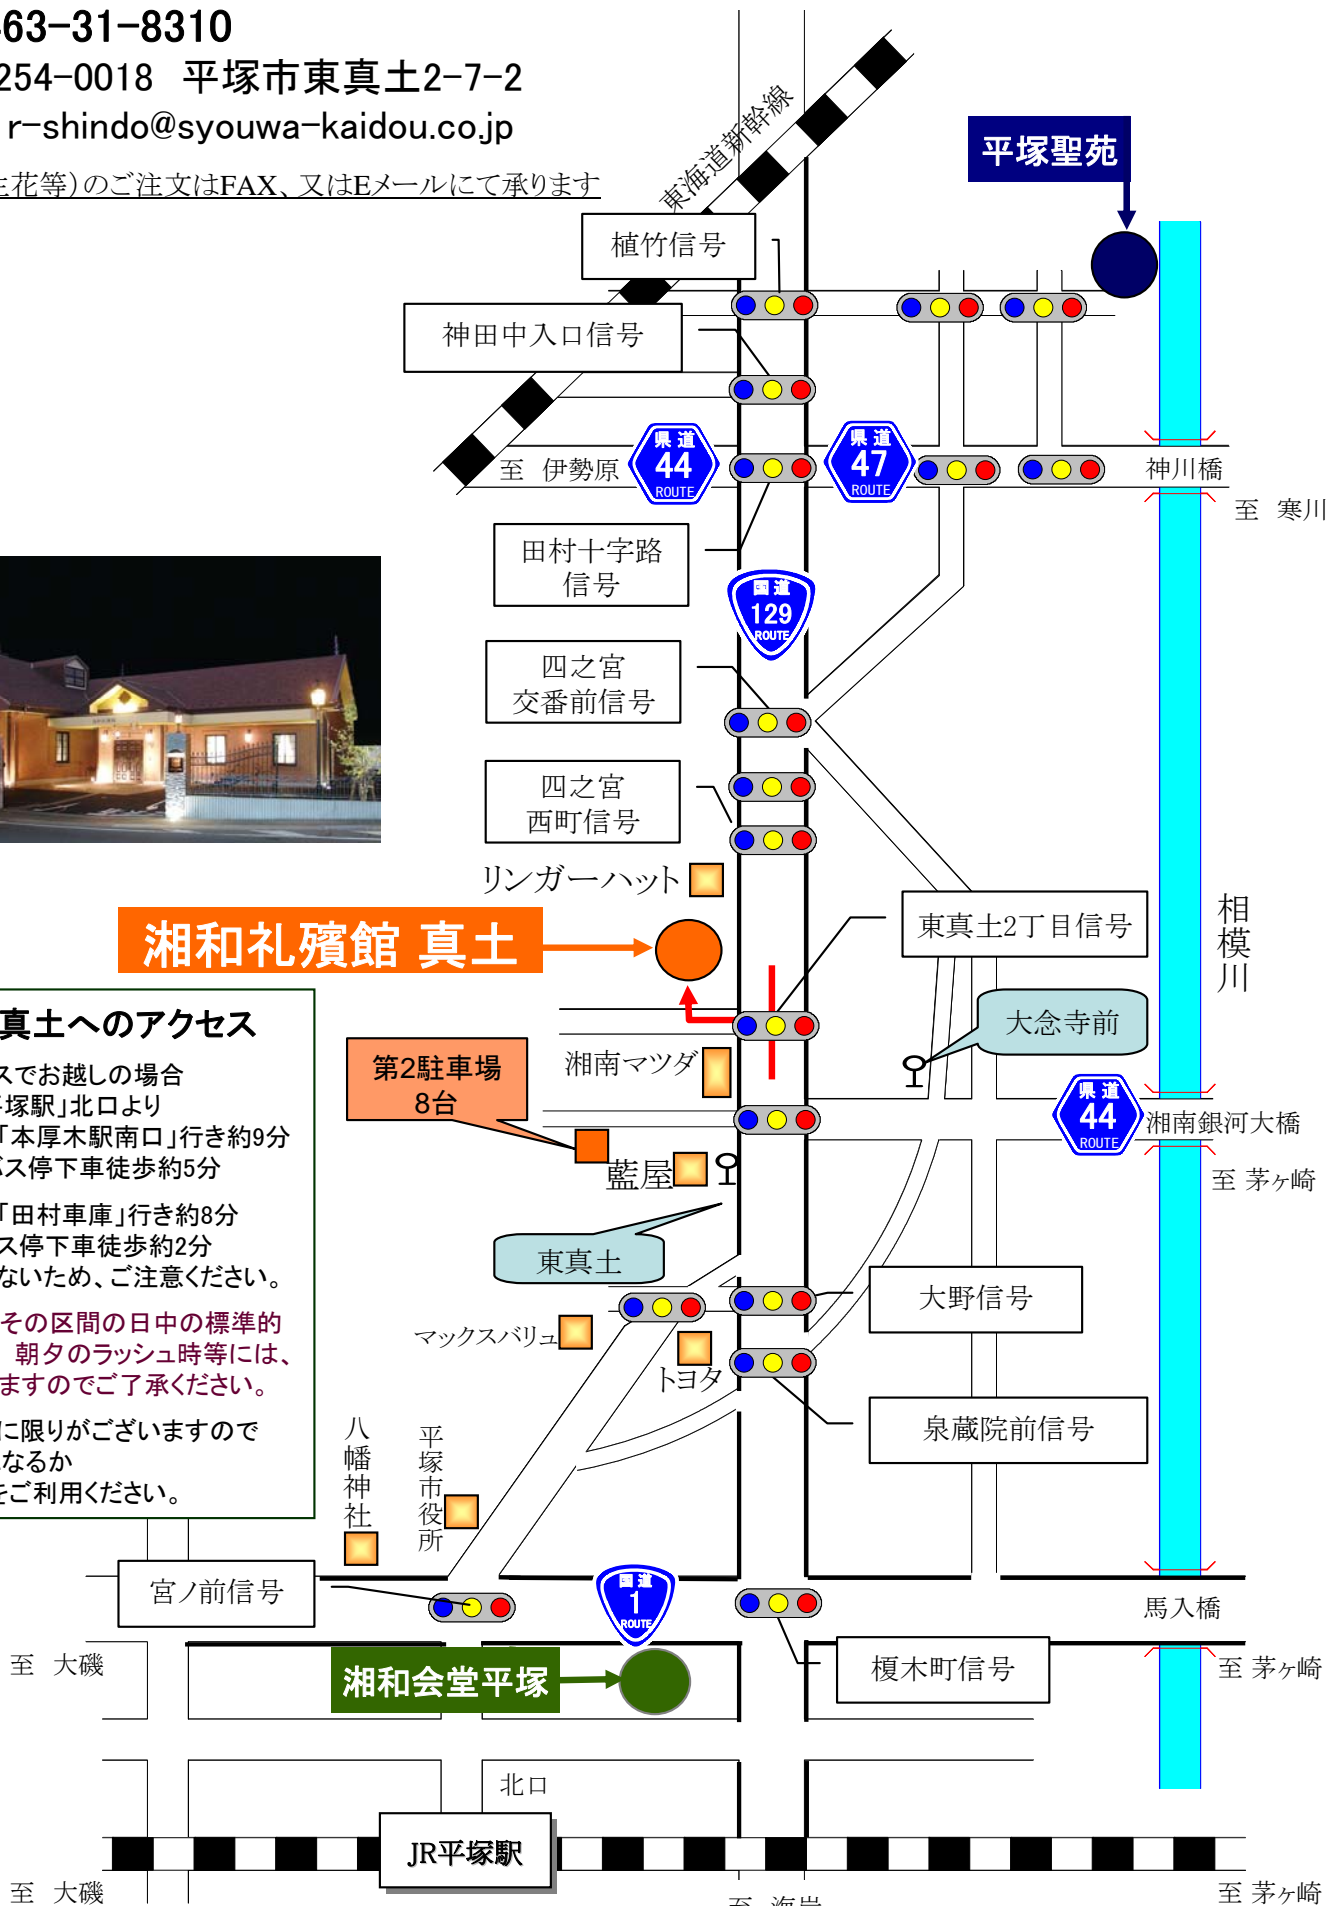 463-31-8310
254-0018 平塚市東真土2-7-2
r-shindo@syouwa-kaidou.co.jp
生花等)のご注文はFAX、又はEメールにて承ります
東海道新幹線
平塚聖苑
植竹信号
神田中入口信号
至 伊勢原
県道
44
ROUTE
県道
47
ROUTE
神川橋
至 寒川
田村十字路
信号
国道
129
ROUTE
四之宮
交番前信号
四之宮
西町信号
リンガーハット
湘和礼殯館 真土
東真土2丁目信号
相模川
真土へのアクセス
スでお越しの場合
塚駅」北口より
「本厚木駅南口」行き約9分
バス停下車徒歩約5分
「田村車庫」行き約8分
ス停下車徒歩約2分
ないため、ご注意ください。
その区間の日中の標準的
朝夕のラッシュ時等には、
ますのでご了承ください。
に限りがございますので
なるか
をご利用ください。
第2駐車場
8台
湘南マツダ
大念寺前
県道
44
ROUTE
湘南銀河大橋
至 茅ヶ崎
藍屋
東真土
大野信号
マックスバリュ
トヨタ
泉蔵院前信号
八幡神社
平塚市役所
宮ノ前信号
国道
1
ROUTE
馬入橋
至 大磯
湘和会堂平塚
榎木町信号
至 茅ヶ崎
北口
JR平塚駅
至 大磯
至 海岸
至 茅ヶ崎